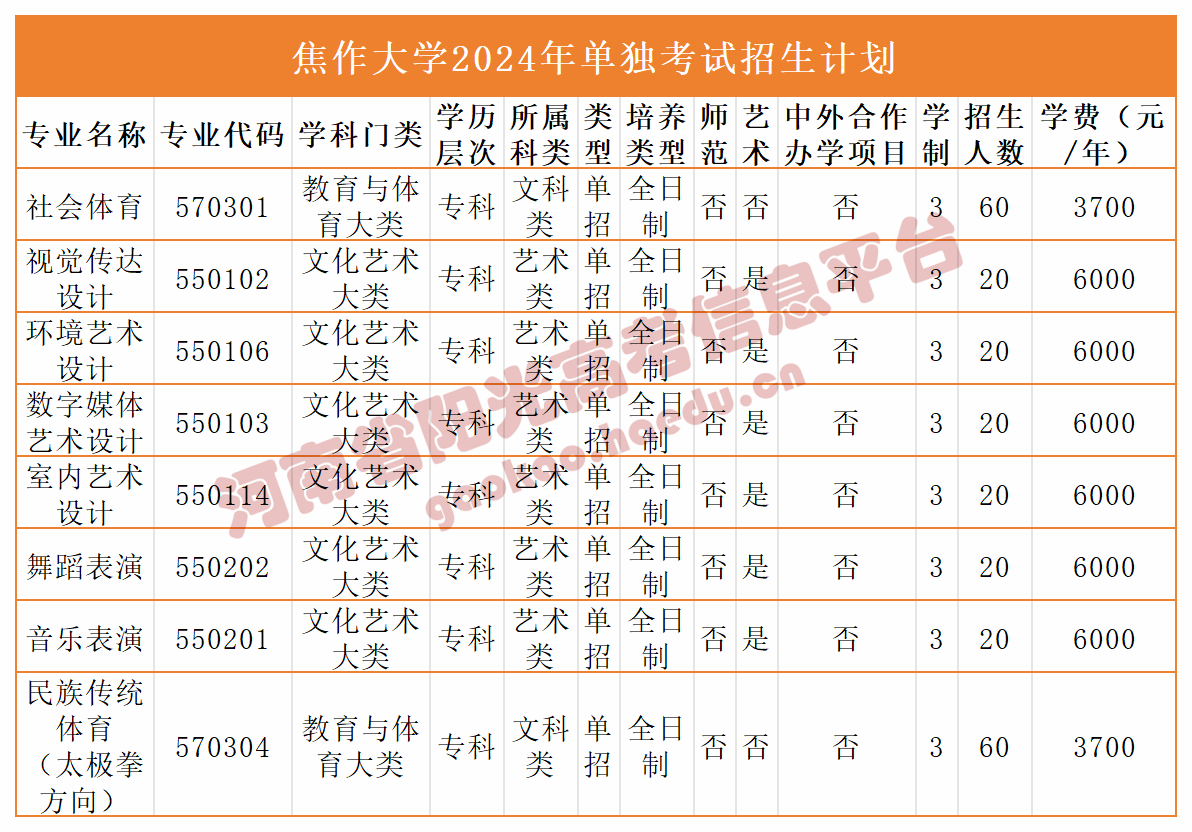 焦作大学2024年单独考试招生计划
专业名称 专业代码 学科门类 学历层次 所属科类 类型 培养类型 师范 艺术 中外合作办学项目 学制 招生人数 学费（元/年）
社会体育 570301 教育与体育大类 专科 文科类 单招 全日制 否 否 否 3 60 3700
视觉传达设计 550102 文化艺术大类 专科 艺术类 单招 全日制 否 是 否 3 20 6000
环境艺术设计 550106 文化艺术大类 专科 艺术类 单招 全日制 否 是 否 3 20 6000
数字媒体艺术设计 550103 文化艺术大类 专科 艺术类 单招 全日制 否 是 否 3 20 6000
室内艺术设计 550114 文化艺术大类 专科 艺术类 单招 全日制 否 是 否 3 20 6000
舞蹈表演 550202 文化艺术大类 专科 艺术类 单招 全日制 否 是 否 3 20 6000
音乐表演 550201 文化艺术大类 专科 艺术类 单招 全日制 否 是 否 3 20 6000
民族传统体育（太极拳方向） 570304 教育与体育大类 专科 文科类 单招 全日制 否 否 否 3 60 3700
河南省阳光高考信息平台
gaokao.haedu.cn